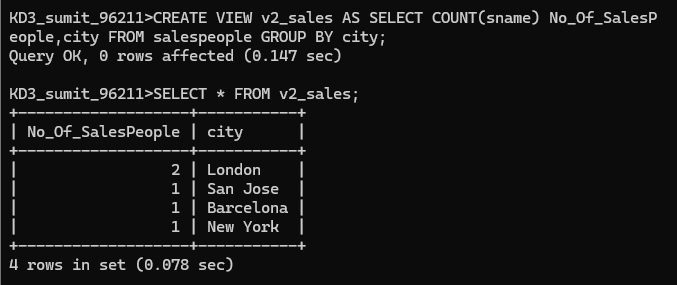 KD3_sumit_96211>CREATE VIEW v2_sales AS SELECT COUNT(sname) No_Of_SalesP
eople,city FROM salespeople GROUP BY city;
Query OK, 0 rows affected (0.147 sec)

KD3_sumit_96211>SELECT * FROM v2_sales;
+------------------+-----------+
| No_Of_SalesPeople | city      |
+------------------+-----------+
|                 2 | London    |
|                 1 | San Jose  |
|                 1 | Barcelona |
|                 1 | New York  |
+------------------+-----------+
4 rows in set (0.078 sec)